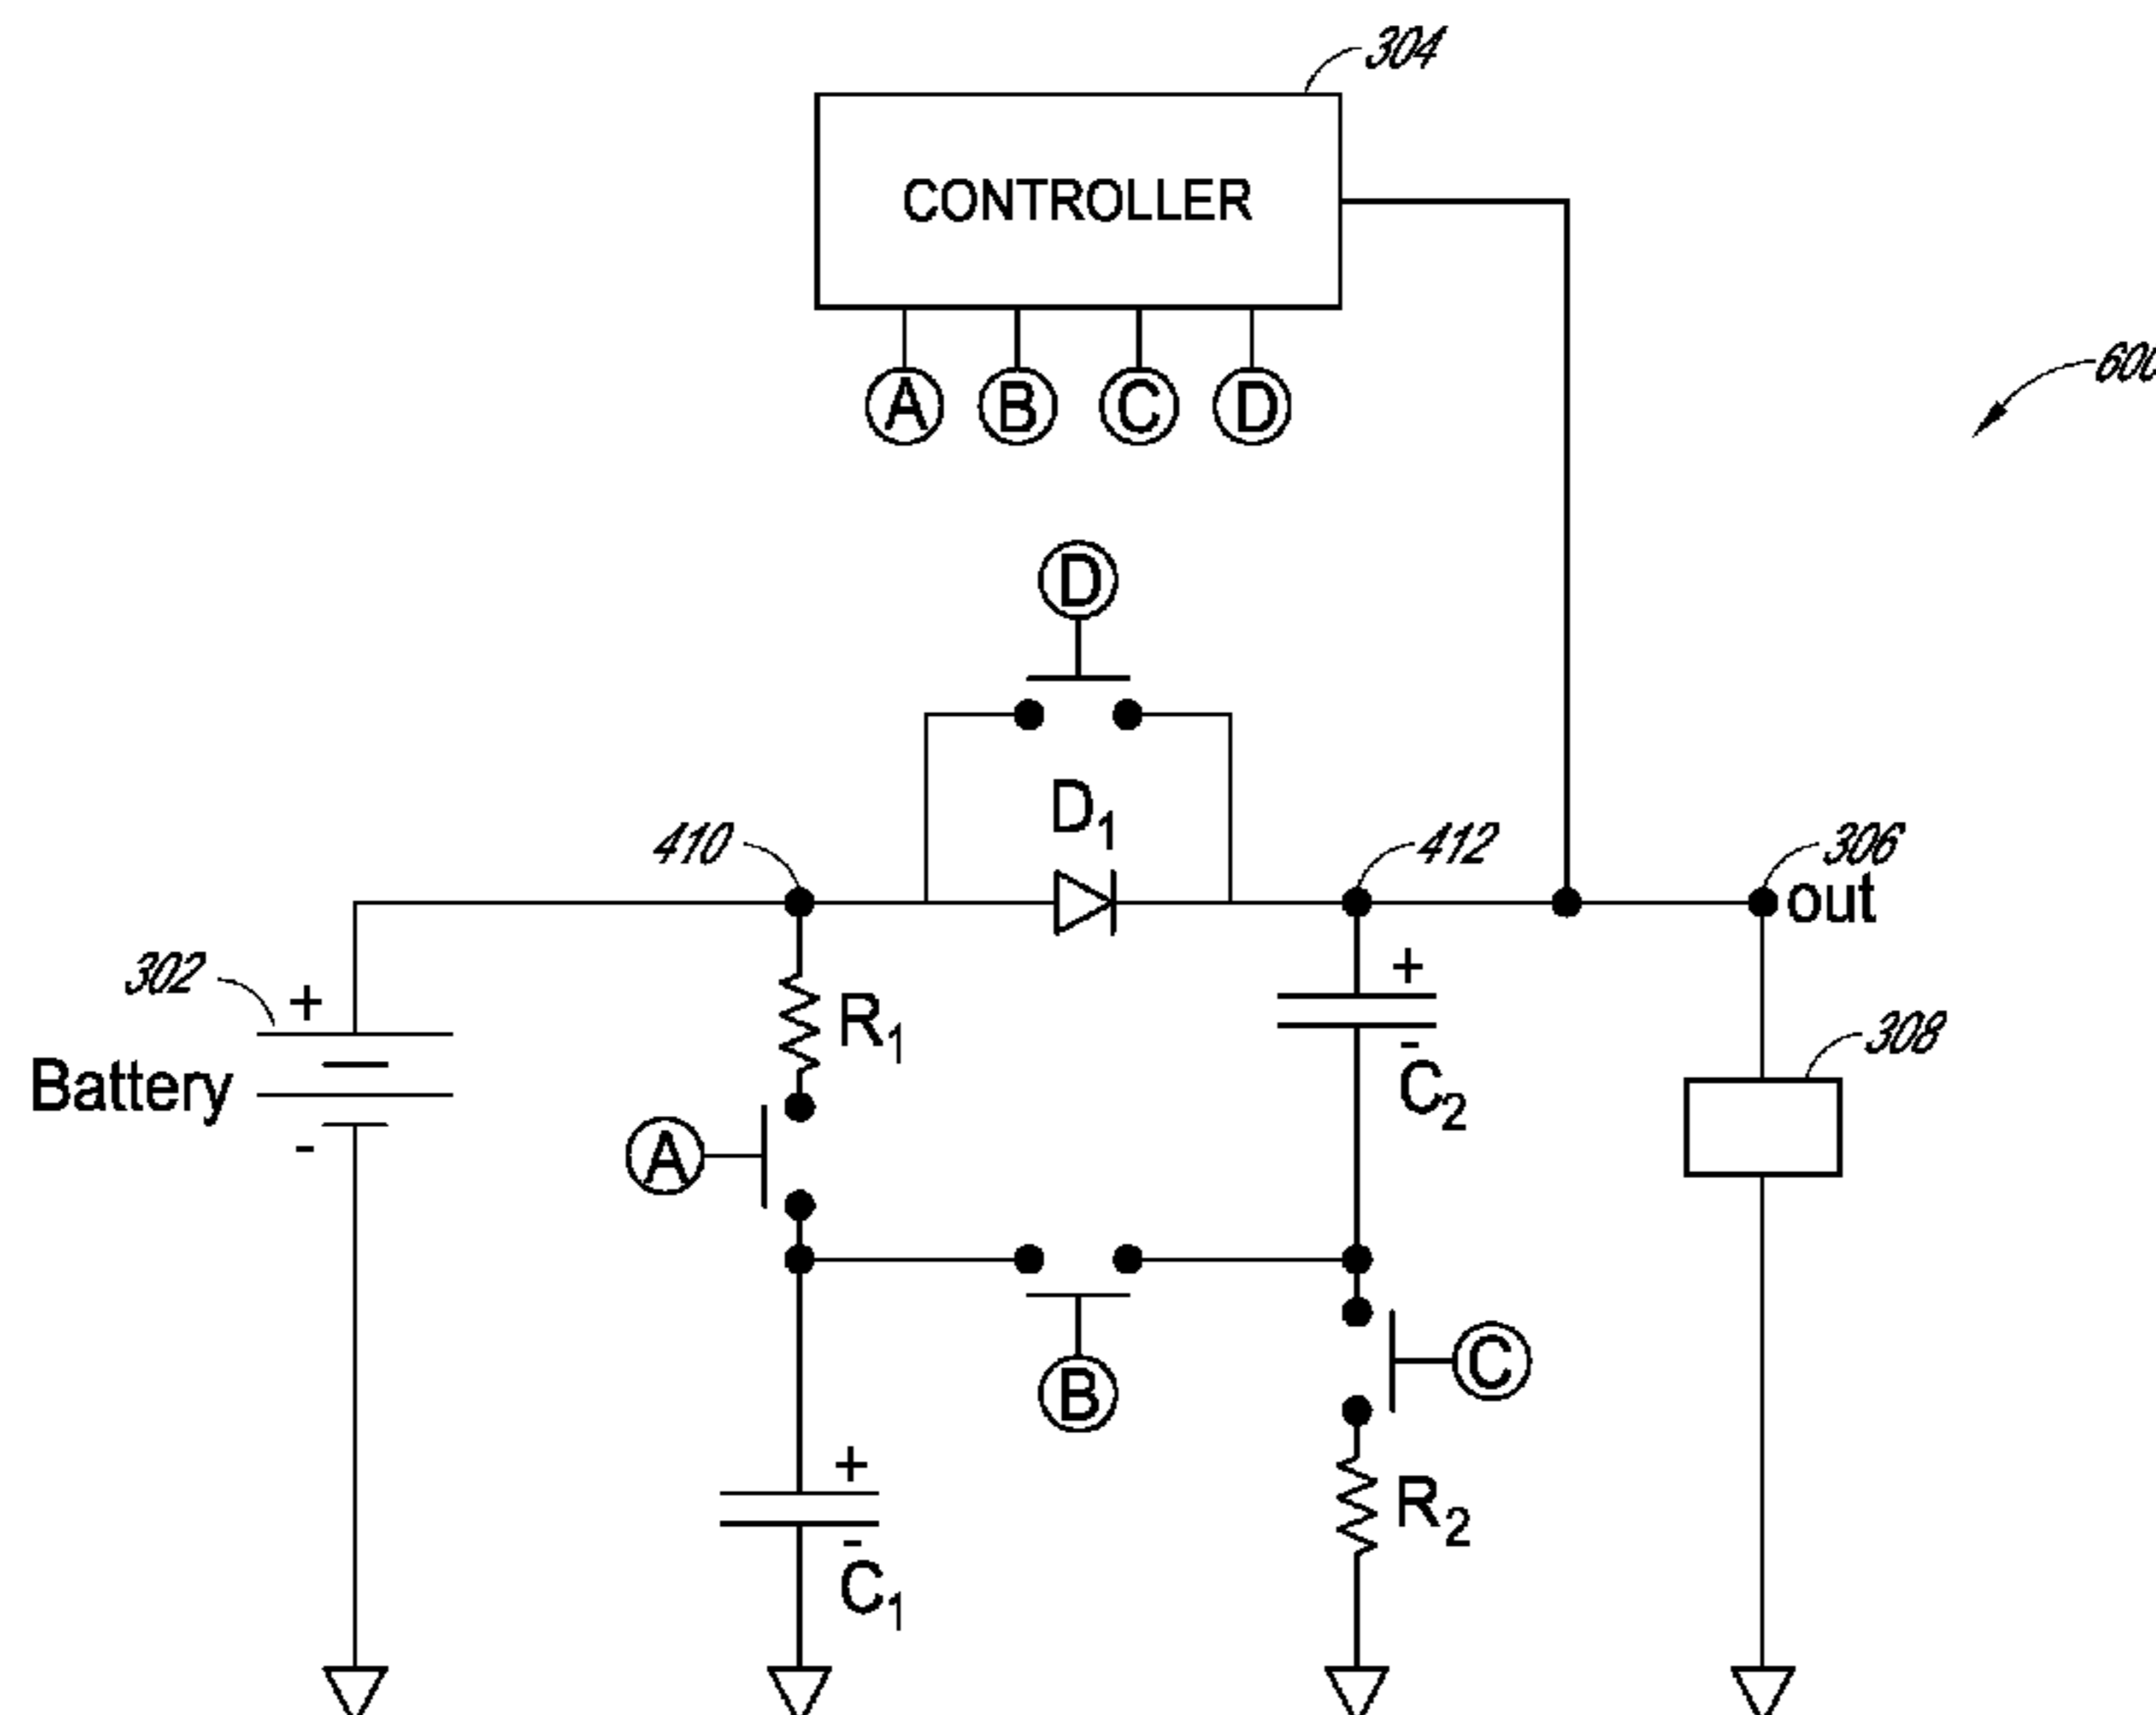 304
CONTROLLER
A B C D
D
D1
410
412
306
out
302
+
Battery
-
R1
A
+
-
C2
308
B
C
+
-
C1
R2